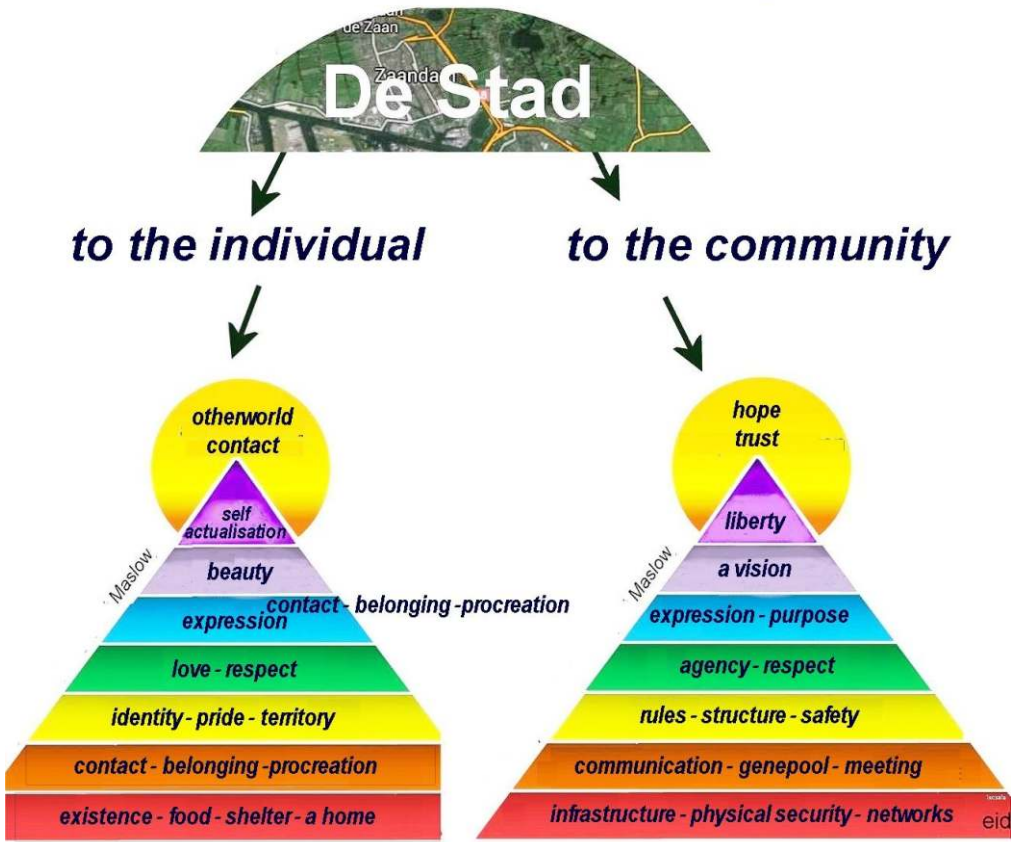 de Zaan
Zaandam
De Stad
to the individual
to the community
otherworld
contact
self
actualisation
Maslow
beauty
contact - belonging -procreation
expression
love - respect
identity - pride - territory
contact - belonging -procreation
existence - food - shelter - a home
hope
trust
liberty
Maslow
a vision
expression - purpose
agency - respect
rules - structure - safety
communication - genepool - meeting
infrastructure - physical security - networks
eid